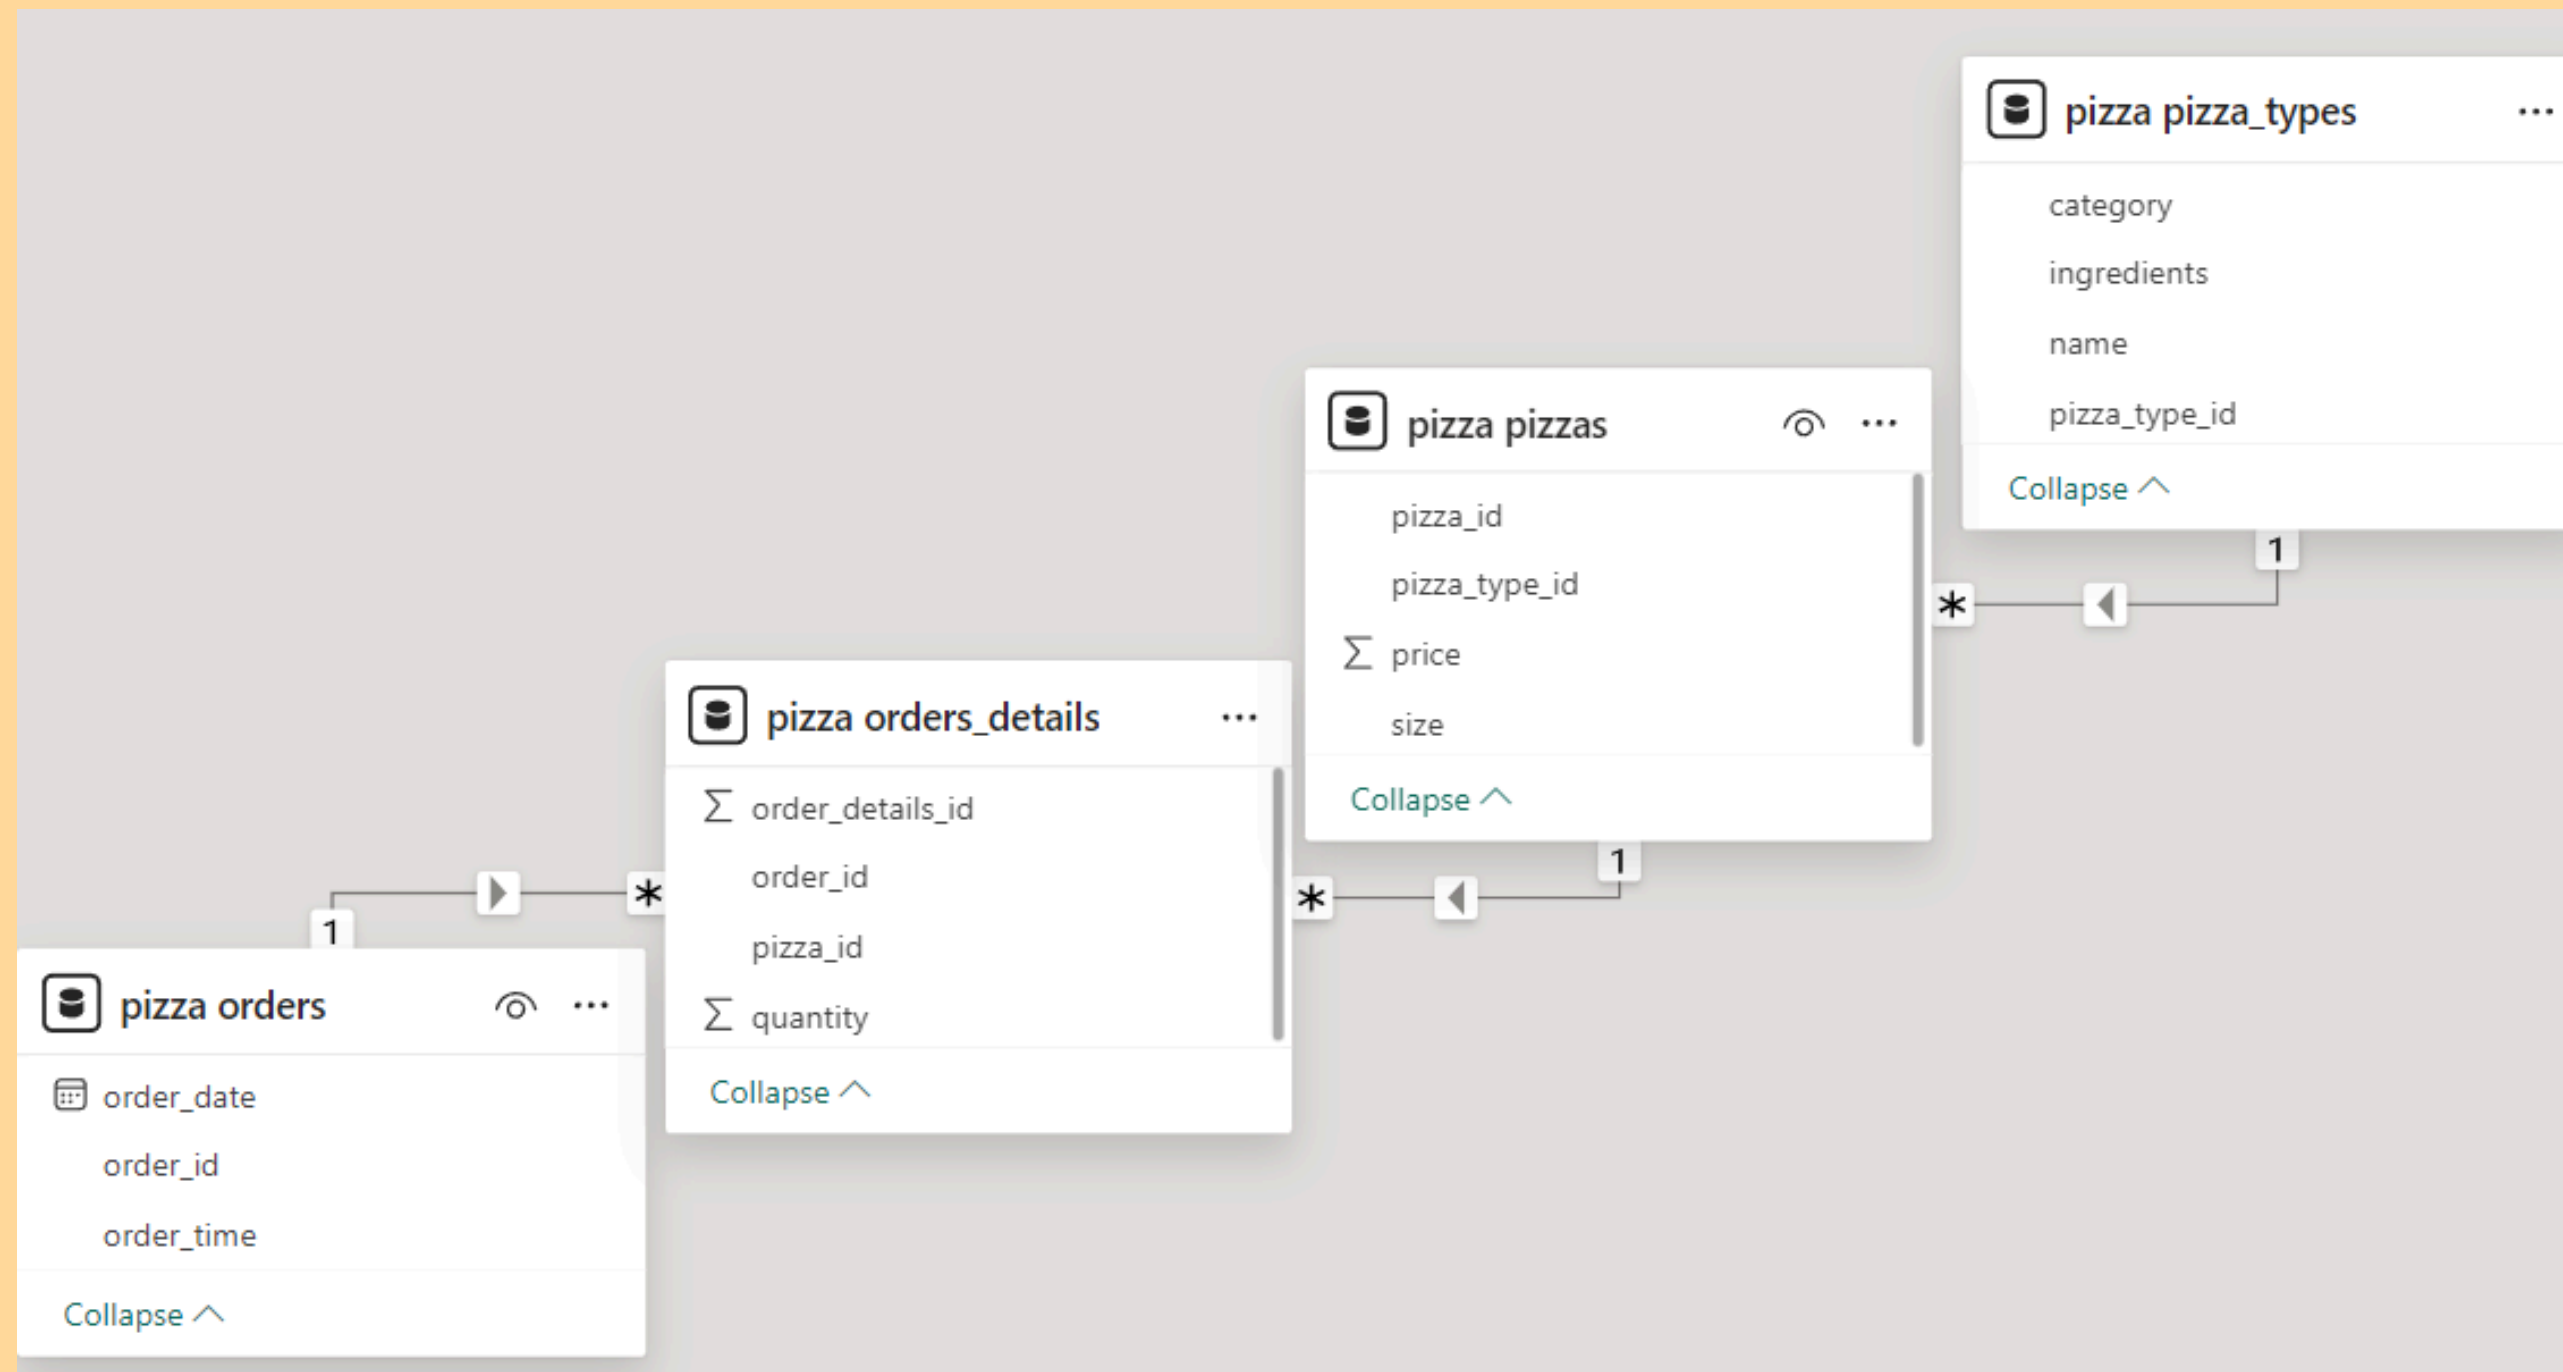 pizza pizza_types
category
ingredients
name
pizza_type_id
Collapse
1
*
pizza pizzas
pizza_id
pizza_type_id
Σ price
size
Collapse
1
*
pizza orders_details
Σ order_details_id
order_id
pizza_id
Σ quantity
Collapse
*
1
pizza orders
order_date
order_id
order_time
Collapse